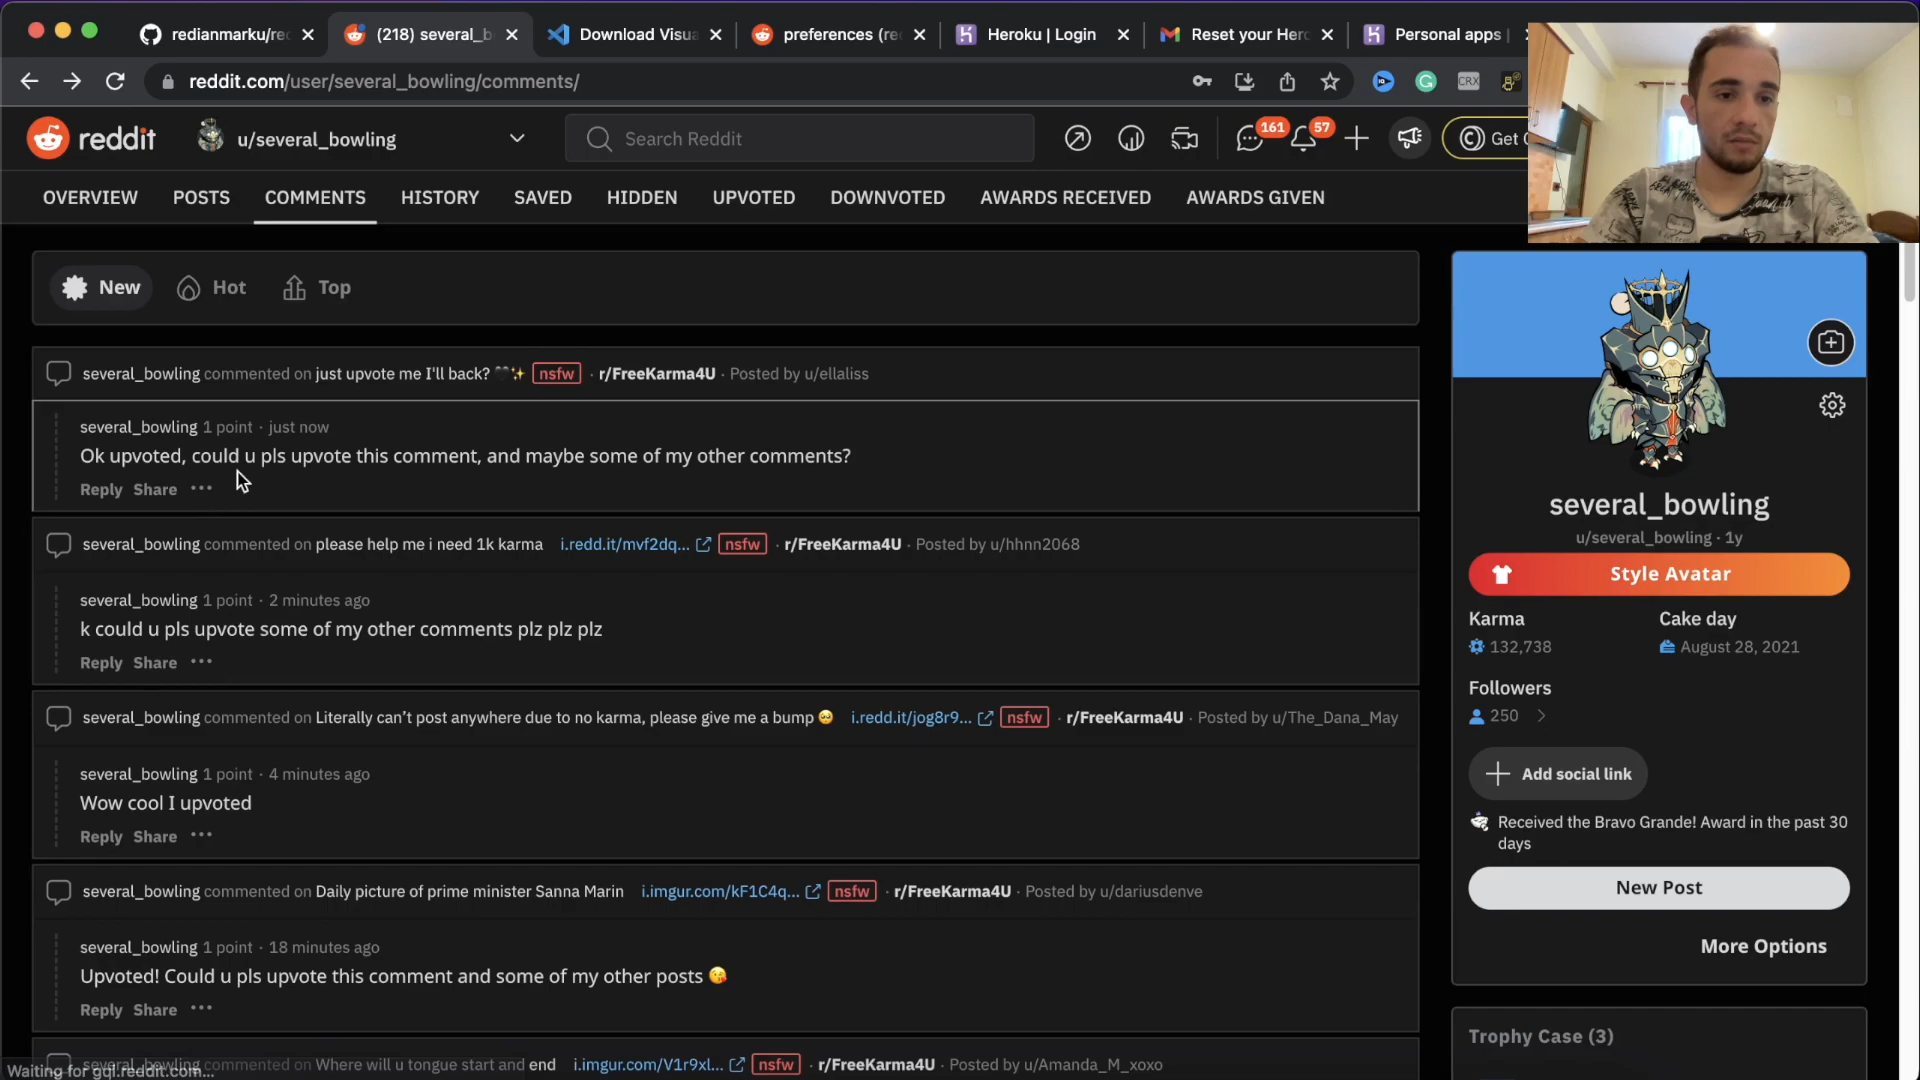 redianmarku/re
(218) several_b
Download Visua
preferences (re
Heroku | Login
Reset your Hero
Personal apps
reddit.com/user/several_bowling/comments/
CRX
reddit
u/several_bowling
Search Reddit
161
57
Get
OVERVIEW
POSTS
COMMENTS
HISTORY
SAVED
HIDDEN
UPVOTED
DOWNVOTED
AWARDS RECEIVED
AWARDS GIVEN
New
Hot
Top
several_bowling commented on just upvote me I'll back? 🖤✨ nsfw · r/FreeKarma4U · Posted by u/ellaliss
several_bowling 1 point · just now
Ok upvoted, could u pls upvote this comment, and maybe some of my other comments?
Reply Share ···
several_bowling commented on please help me i need 1k karma i.redd.it/mvf2dq... nsfw · r/FreeKarma4U · Posted by u/hhnn2068
several_bowling 1 point · 2 minutes ago
k could u pls upvote some of my other comments plz plz plz
Reply Share ···
several_bowling commented on Literally can’t post anywhere due to no karma, please give me a bump 🥺 i.redd.it/jog8r9... nsfw · r/FreeKarma4U · Posted by u/The_Dana_May
several_bowling 1 point · 4 minutes ago
Wow cool I upvoted
Reply Share ···
several_bowling commented on Daily picture of prime minister Sanna Marin i.imgur.com/kF1C4q... nsfw · r/FreeKarma4U · Posted by u/dariusdenve
several_bowling 1 point · 18 minutes ago
Upvoted! Could u pls upvote this comment and some of my other posts 😘
Reply Share ···
several_bowling commented on Where will u tongue start and end i.imgur.com/V1r9xl... nsfw · r/FreeKarma4U · Posted by u/Amanda_M_xoxo
Waiting for gql.reddit.com...
several_bowling
u/several_bowling · 1y
Style Avatar
Karma
132,738
Cake day
August 28, 2021
Followers
250
Add social link
Received the Bravo Grande! Award in the past 30
days
New Post
More Options
Trophy Case (3)